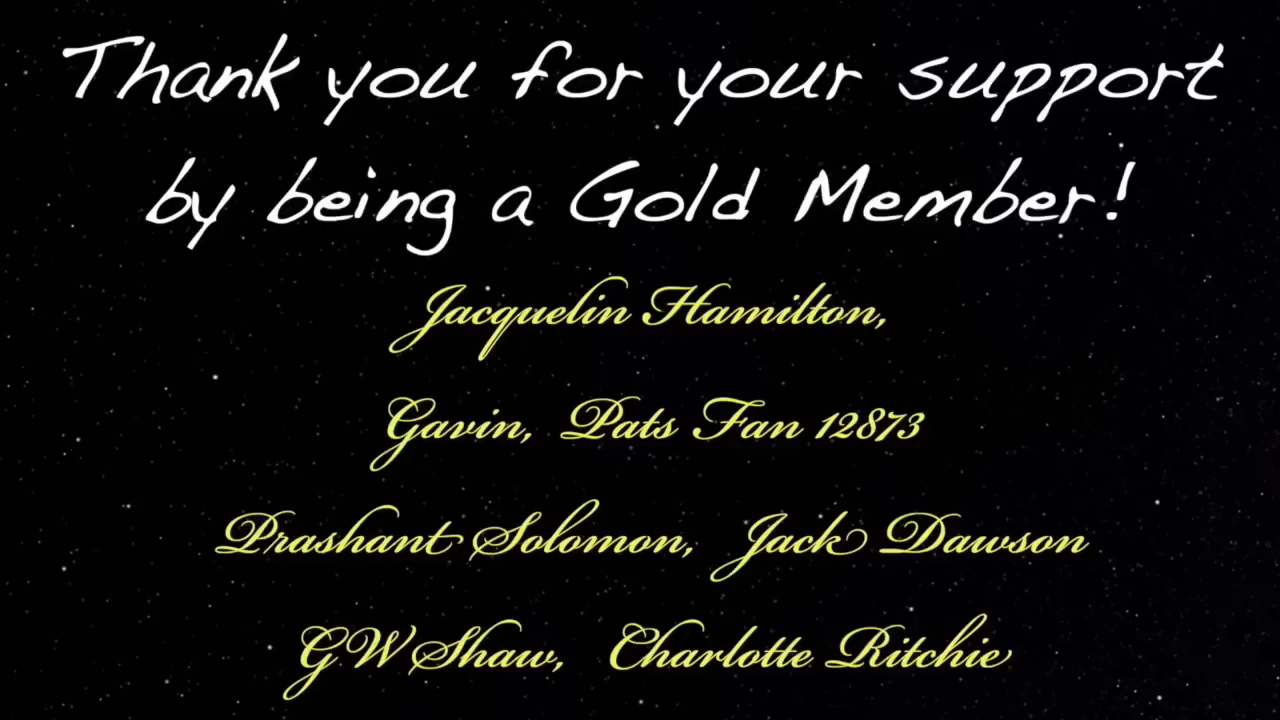 Thank you for your support
by being a Gold Member!
Jacquelin Hamilton,
Gavin, Pats Fan 12873
Prashant Solomon, Jack Dawson
GW Shaw, Charlotte Ritchie